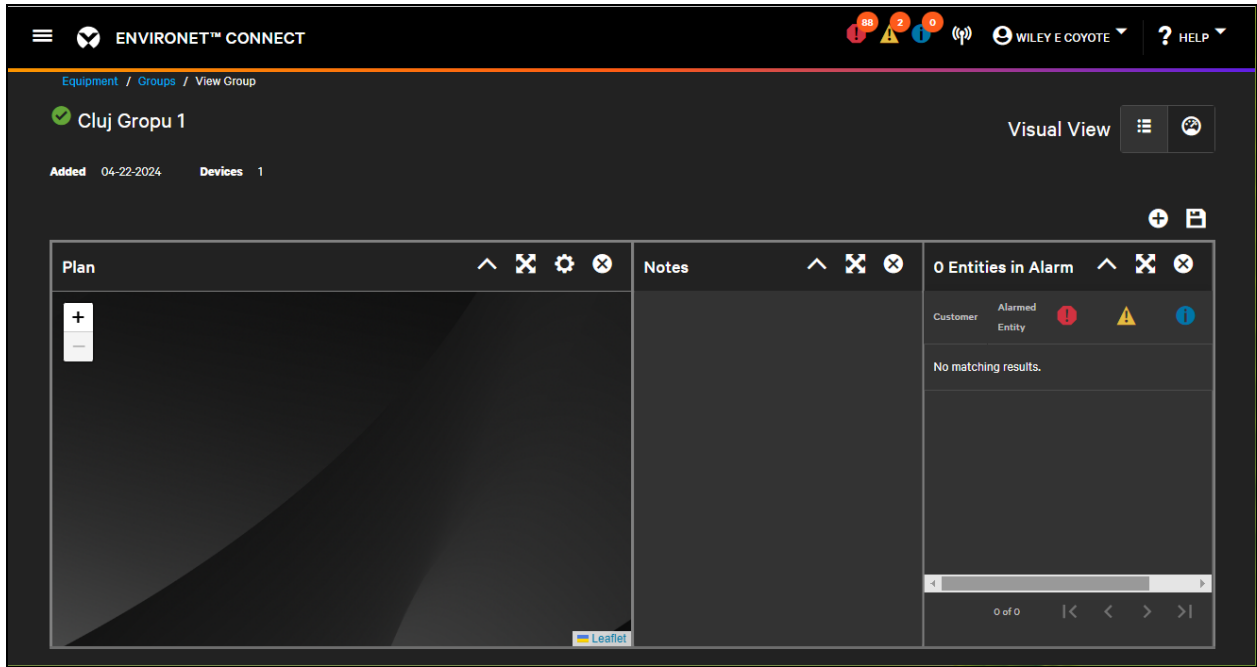 ENVIRONET™ CONNECT
88
2
0
WILEY E COYOTE
? HELP
Equipment / Groups / View Group
Cluj Gropu 1
Visual View
Added 04-22-2024 Devices 1
Plan
Notes
0 Entities in Alarm
+
−
Customer
Alarmed
Entity
No matching results.
0 of 0
Leaflet